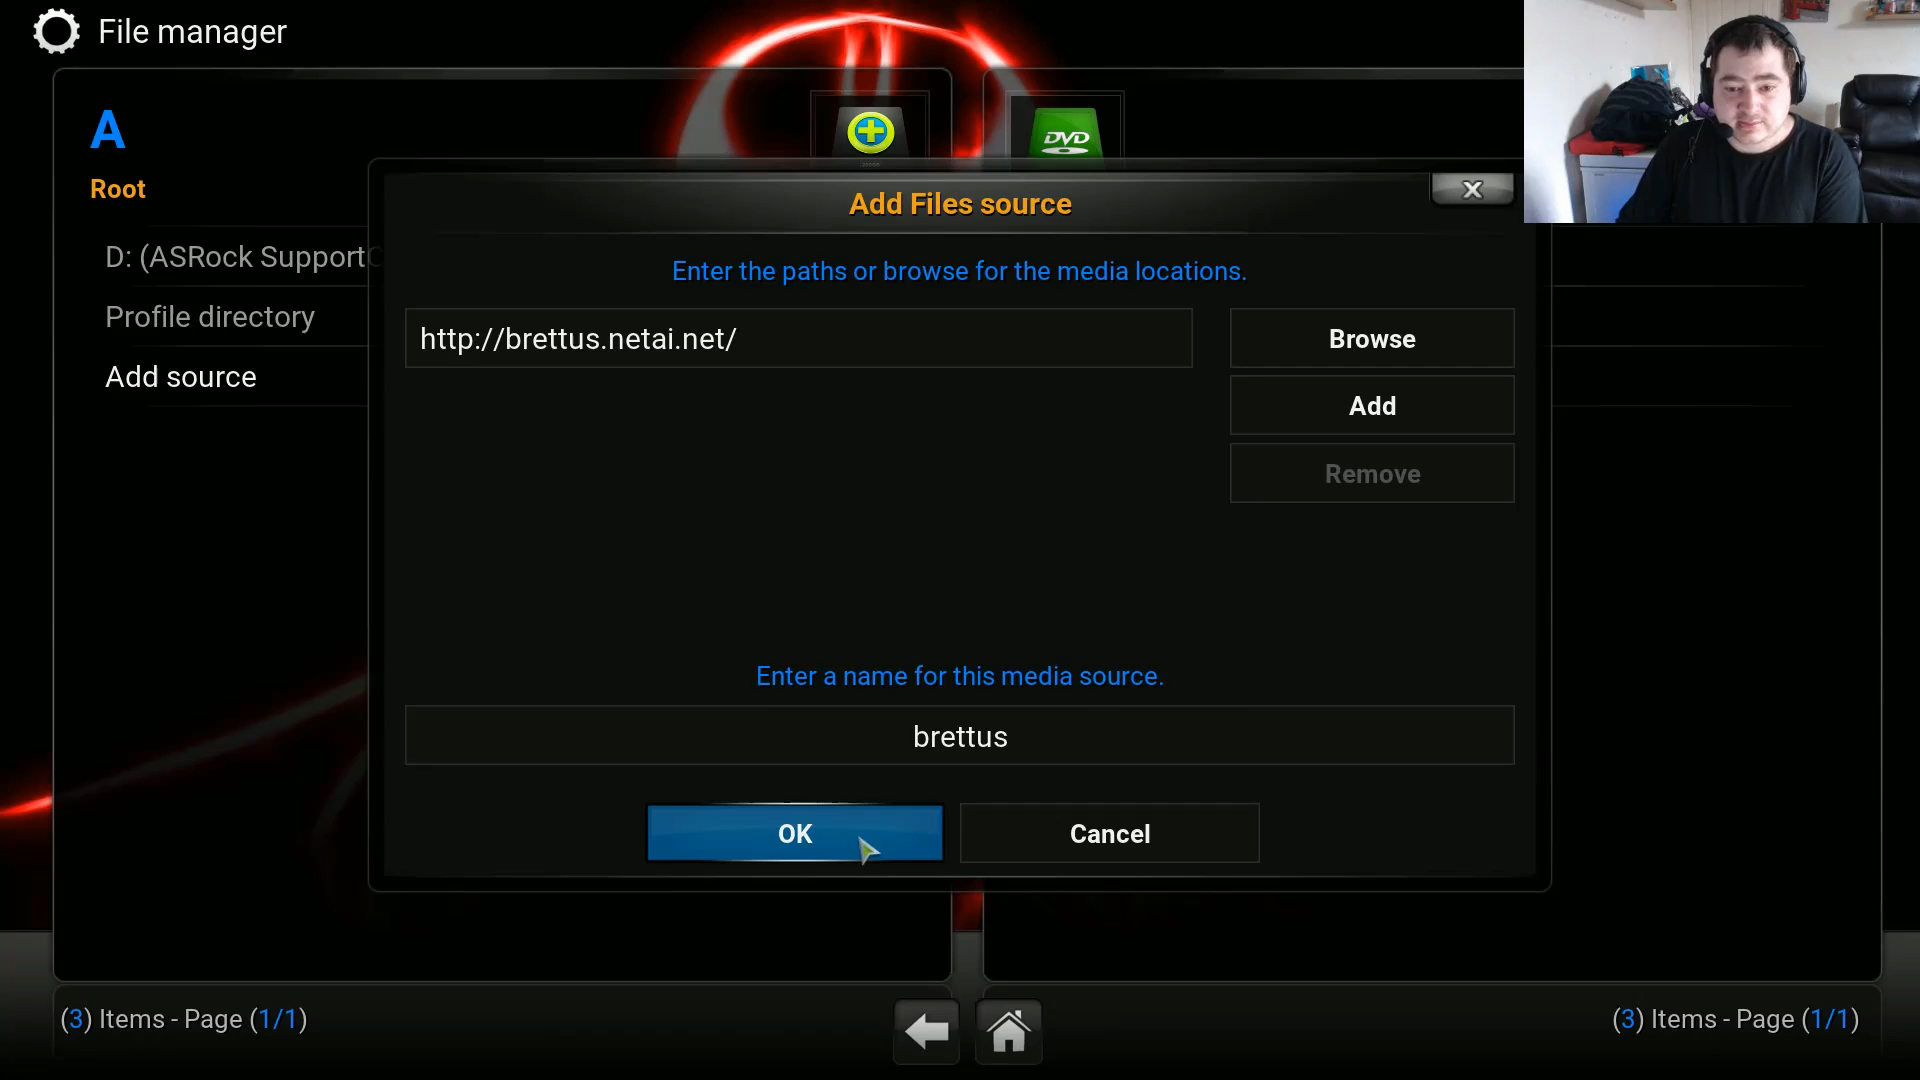 File manager
A
DVD
Root
Add Files source
X
D: (ASRock Support
Enter the paths or browse for the media locations.
Profile directory
http://brettus.netai.net/
Browse
Add source
Add
Remove
Enter a name for this media source.
brettus
OK
Cancel
(3) Items - Page (1/1)
(3) Items - Page (1/1)